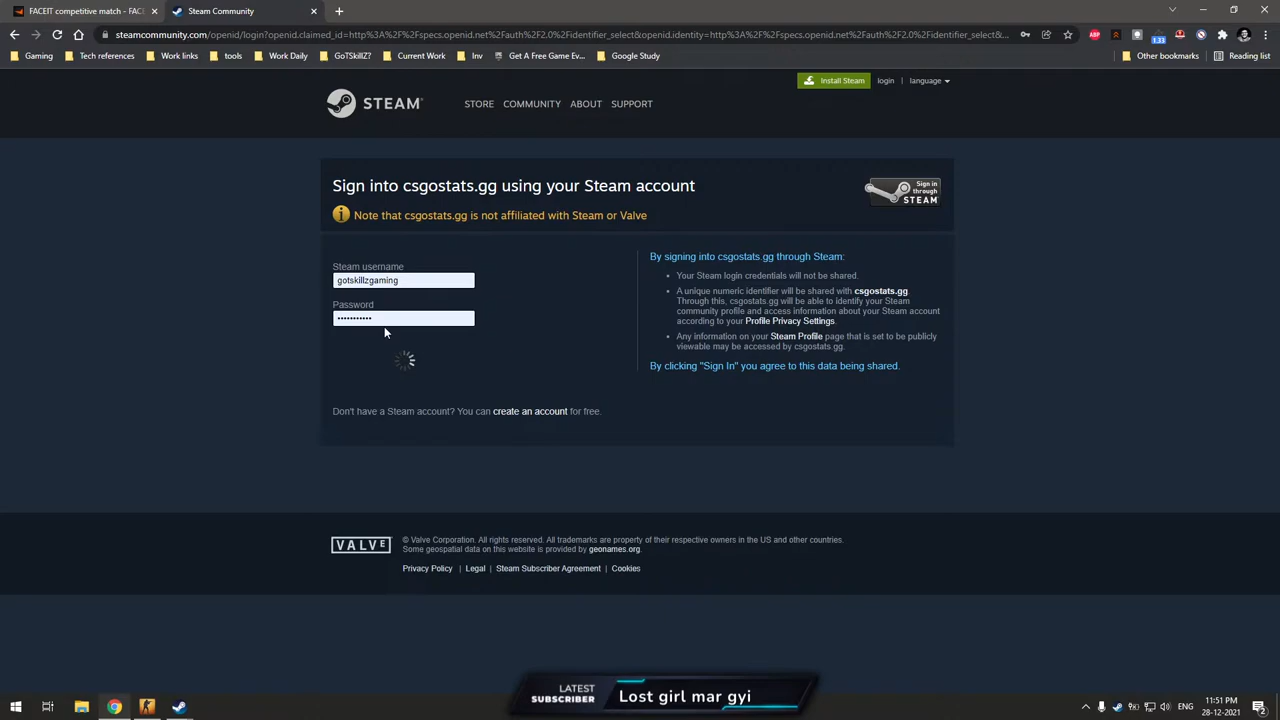 FACEIT competitive match - FACE
Steam Community
steamcommunity.com/openid/login?openid.claimed_id=http%3A%2F%2Fspecs.openid.net%2Fauth%2F2.0%2Fidentifier_select&openid.identity=http%3A%2F%2Fspecs.openid.net%2Fauth%2F2.0%2Fidentifier_select&...
ABP
1.33
Gaming
Tech references
Work links
tools
Work Daily
GoTSkillZ?
Current Work
Inv
Get A Free Game Ev...
Google Study
Other bookmarks
Reading list
Install Steam
login | language
STEAM
STORE COMMUNITY ABOUT SUPPORT
Sign into csgostats.gg using your Steam account
Sign in through STEAM
Note that csgostats.gg is not affiliated with Steam or Valve
Steam username
gotskillzgaming
Password
•••••••••••
By signing into csgostats.gg through Steam:
• Your Steam login credentials will not be shared.
• A unique numeric identifier will be shared with csgostats.gg.
Through this, csgostats.gg will be able to identify your Steam
community profile and access information about your Steam account
according to your Profile Privacy Settings.
• Any information on your Steam Profile page that is set to be publicly
viewable may be accessed by csgostats.gg.
By clicking "Sign In" you agree to this data being shared.
Don't have a Steam account? You can create an account for free.
VALVE
© Valve Corporation. All rights reserved. All trademarks are property of their respective owners in the US and other countries.
Some geospatial data on this website is provided by geonames.org.
Privacy Policy | Legal | Steam Subscriber Agreement | Cookies
LATEST
SUBSCRIBER
Lost girl mar gyi
ENG
11:51 PM
28-12-2021